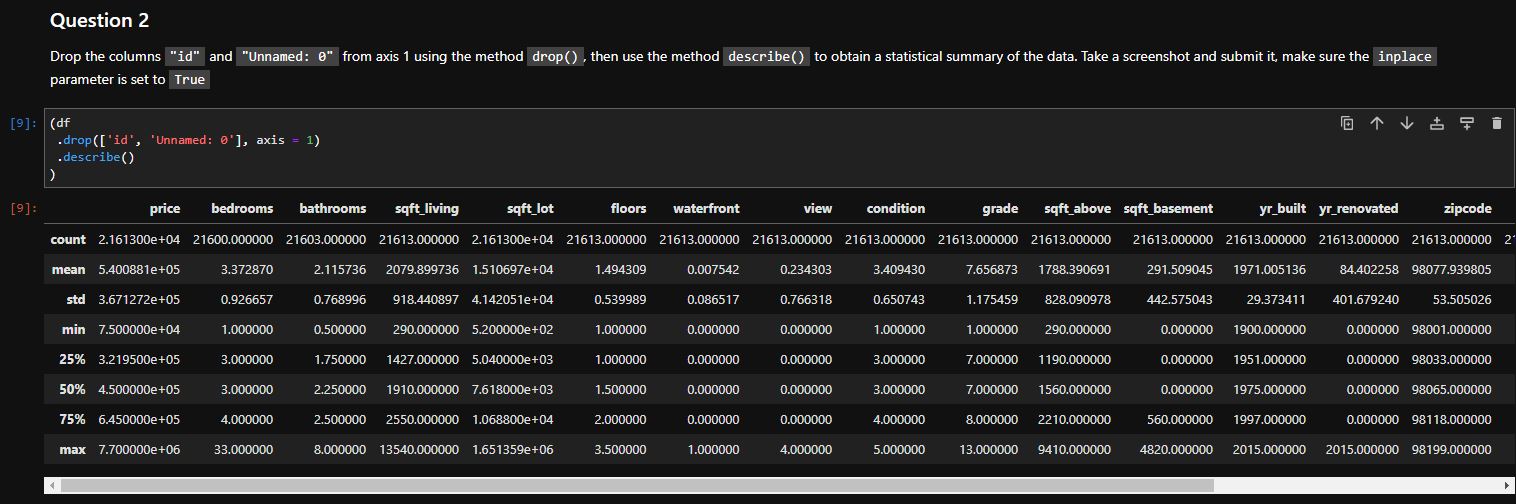 Question 2
Drop the columns "id" and "Unnamed: 0" from axis 1 using the method drop(), then use the method describe() to obtain a statistical summary of the data. Take a screenshot and submit it, make sure the inplace
parameter is set to True
[9]: (df
.drop(['id', 'Unnamed: 0'], axis = 1)
.describe()
)
[9]: price bedrooms bathrooms sqft_living sqft_lot floors waterfront view condition grade sqft_above sqft_basement yr_built yr_renovated zipcode
count 2.161300e+04 21600.000000 21603.000000 21613.000000 2.161300e+04 21613.000000 21613.000000 21613.000000 21613.000000 21613.000000 21613.000000 21613.000000 21613.000000 21613.000000 21613.000000 21
mean 5.400881e+05 3.372870 2.115736 2079.899736 1.510697e+04 1.494309 0.007542 0.234303 3.409430 7.656873 1788.390691 291.509045 1971.005136 84.402258 98077.939805
std 3.671272e+05 0.926657 0.768996 918.440897 4.142051e+04 0.539989 0.086517 0.766318 0.650743 1.175459 828.090978 442.575043 29.373411 401.679240 53.505026
min 7.500000e+04 1.000000 0.500000 290.000000 5.200000e+02 1.000000 0.000000 0.000000 1.000000 1.000000 290.000000 0.000000 1900.000000 0.000000 98001.000000
25% 3.219500e+05 3.000000 1.750000 1427.000000 5.040000e+03 1.000000 0.000000 0.000000 3.000000 7.000000 1190.000000 0.000000 1951.000000 0.000000 98033.000000
50% 4.500000e+05 3.000000 2.250000 1910.000000 7.618000e+03 1.500000 0.000000 0.000000 3.000000 7.000000 1560.000000 0.000000 1975.000000 0.000000 98065.000000
75% 6.450000e+05 4.000000 2.500000 2550.000000 1.068800e+04 2.000000 0.000000 0.000000 4.000000 8.000000 2210.000000 560.000000 1997.000000 0.000000 98118.000000
max 7.700000e+06 33.000000 8.000000 13540.000000 1.651359e+06 3.500000 1.000000 4.000000 5.000000 13.000000 9410.000000 4820.000000 2015.000000 2015.000000 98199.000000